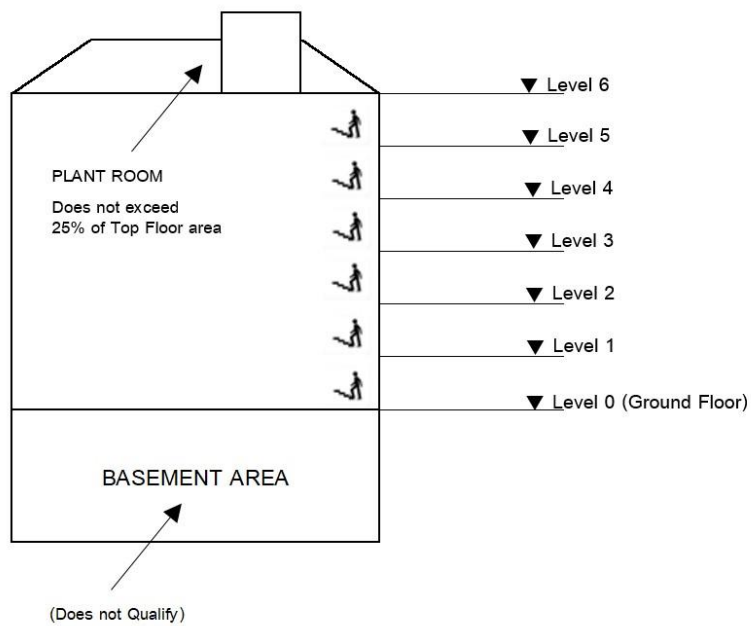 Level 6
Level 5
PLANT ROOM
Does not exceed
25% of Top Floor area
Level 4
Level 3
Level 2
Level 1
Level 0 (Ground Floor)
BASEMENT AREA
(Does not Qualify)